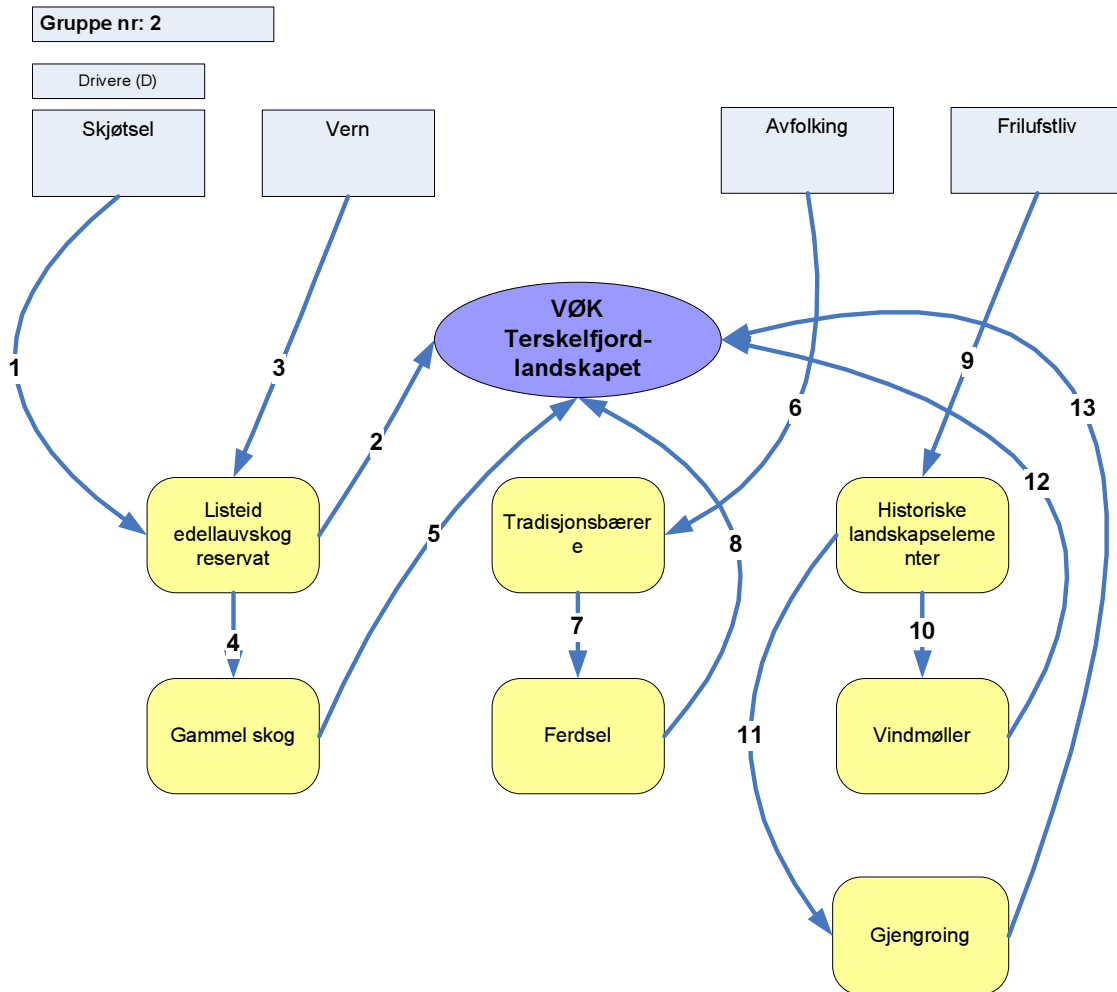 Gruppe nr: 2
Drivere (D)
Skjøtsel
Vern
Avfolking
Frilufstliv
VØK
Terskelfjord-
landskapet
1
3
2
6
9
13
12
Listeid
edellauvskog
reservat
Tradisjonsbærer
e
Historiske
landskapseleme
nter
5
8
4
7
10
11
Gammel skog
Ferdsel
Vindmøller
Gjengroing